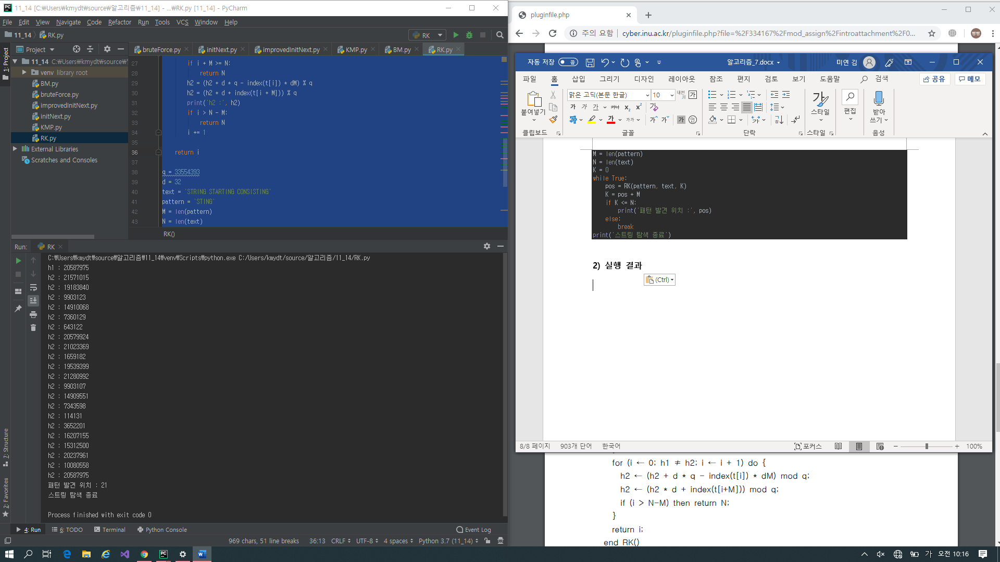 11_14 [C:₩Users₩kmydt₩source₩알고리즘₩11_14] - ...₩RK.py [11_14] - PyCharm
File Edit View Navigate Code Refactor Run Tools VCS Window Help
11_14 RK.py
RK
Project
bruteForce.py initNext.py improvedInitNext.py KMP.py BM.py RK.py
1: Project
11_14 C:₩Users₩kmydt₩source₩
venv library root
BM.py
bruteForce.py
improvedInitNext.py
initNext.py
KMP.py
RK.py
External Libraries
Scratches and Consoles
27 if i + M >= N:
28 return N
29 h2 = (h2 + d * q - index(t[i]) * dM) % q
30 h2 = (h2 * d + index(t[i + M])) % q
31 print('h2 :', h2)
32 if i > N - M:
33 return N
34 i += 1
35
36 return i
37
38 q = 33554393
39 d = 32
40 text = 'STRING STARTING CONSISTING'
41 pattern = 'STING'
42 M = len(pattern)
43 N = len(text)
RK()
Run: RK
C:₩Users₩kmydt₩source₩알고리즘₩11_14₩venv₩Scripts₩python.exe C:/Users/kmydt/source/알고리즘/11_14/RK.py
h1 : 20587975
h2 : 21571015
h2 : 19183840
h2 : 9903123
h2 : 14910068
h2 : 7360129
h2 : 643122
h2 : 20579924
h2 : 21023369
h2 : 1659182
h2 : 19539399
h2 : 21280992
h2 : 9903107
h2 : 14909551
h2 : 7343598
h2 : 114131
h2 : 3652201
h2 : 16207155
h2 : 15312500
h2 : 20237961
h2 : 10080558
h2 : 20587975
패턴 발견 위치 : 21
스트링 탐색 종료
Process finished with exit code 0
7: Structure
2: Favorites
4: Run 6: TODO Terminal Python Console Event Log
969 chars, 51 line breaks 36:13 CRLF UTF-8 4 spaces Python 3.7 (11_14)
pluginfile.php
주의 요함 cyber.inu.ac.kr/pluginfile.php?file=%2F334167%2Fmod_assign%2Fintroattachment%2F0...
자동 저장 알고리즘_7.docx 미연 김
파일 홈 삽입 그리기 디자인 레이아웃 참조 편지 검토 보기 도움말 검색 공유 메모
붙여넣기
맑은 고딕(본문 한글) 10
스타일 편집 받아쓰기
클립보드 글꼴 단락 스타일 음성
M = len(pattern)
N = len(text)
K = 0
while True:
pos = RK(pattern, text, K)
K = pos + M
if K <= N:
print('패턴 발견 위치 :', pos)
else:
break
print('스트링 탐색 종료')
2) 실행 결과
(Ctrl)
8/8 페이지 903개 단어 한국어 포커스 100%
for (i ← 0; h1 ≠ h2; i ← i + 1) do {
h2 ← (h2 + d * q - index(t[i]) * dM) mod q;
h2 ← (h2 * d + index(t[i+M])) mod q;
if (i > N-M) then return N;
}
return i;
end RK()
가 오전 10:16